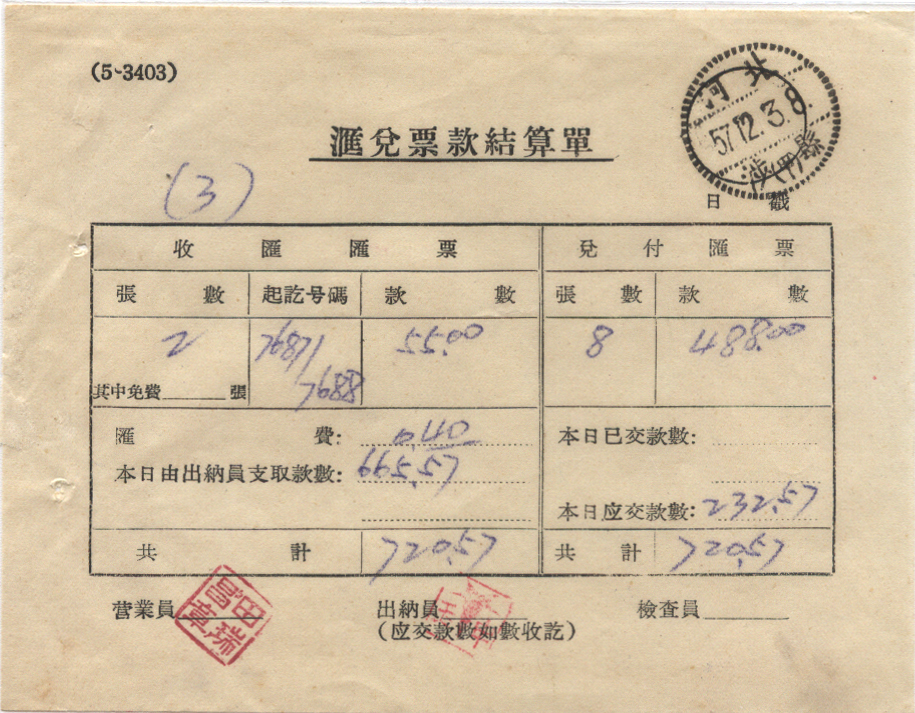 (5-3403)
河北
57.12.3.8.
涉縣
滙兌票款結算單
(3)
日戳
收滙滙票 兌付滙票
張數 起訖号碼 款數 張數 款數
2 55.00 8 488.00
其中免費 張
滙費: 0.40 本日已交款數:
本日由出納員支取款數: 665.57
本日应交款數: 232.57
共計 720.57 共計 720.57
营業員 出納員 檢查員
(应交款數如數收訖)